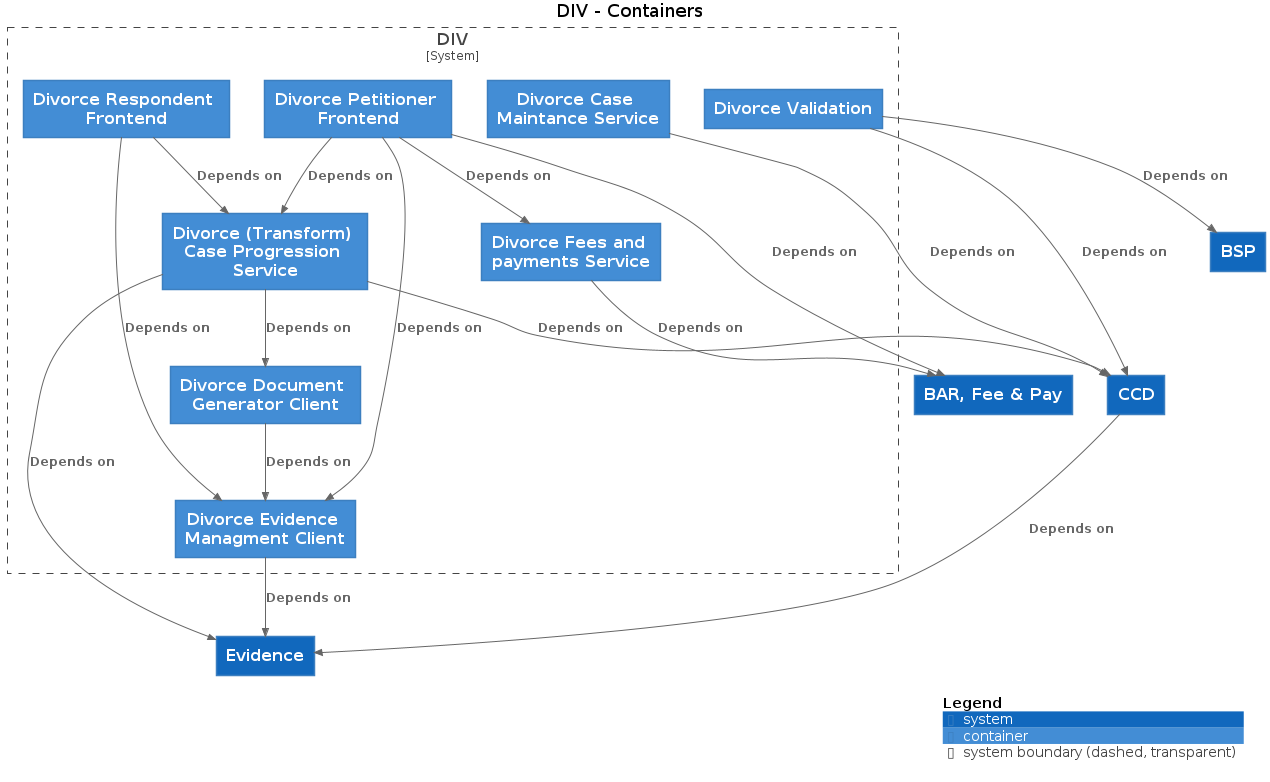 DIV - Containers
DIV
[System]
Divorce Respondent
Frontend
Divorce Petitioner
Frontend
Divorce Case
Maintance Service
Divorce Validation
Depends on
Depends on
Depends on
Depends on
Divorce (Transform)
Case Progression
Service
Divorce Fees and
payments Service
Depends on
Depends on
Depends on
BSP
Depends on
Depends on
Depends on
Depends on
Depends on
Divorce Document
Generator Client
BAR, Fee & Pay
CCD
Depends on
Depends on
Divorce Evidence
Managment Client
Depends on
Depends on
Evidence
Legend
system
container
system boundary (dashed, transparent)